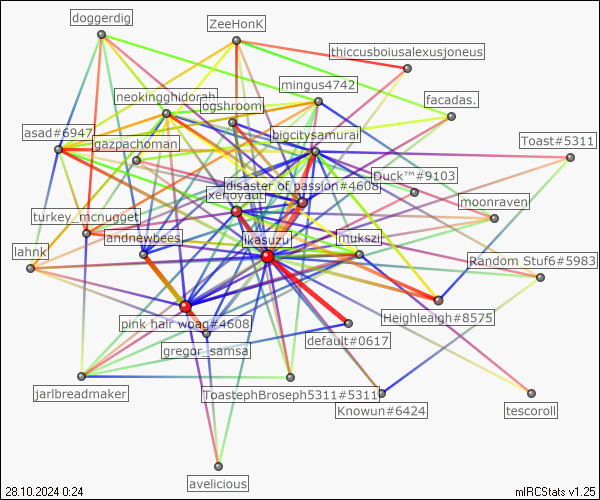 doggerdig
ZeeHonK
thiccusboiusalexusjoneus
mingus4742
neokingghidorah
ogshroom
facadas.
asad#6947
bigcitysamurai
gazpachoman
Toast#5311
Duck™#9103
disaster of passion#4608
xefloyaut
moonraven
turkey_mcnugget
andnewbees
Ikasuzu
mukszi
lahnk
Random Stuf6#5983
pink hair woag#4608
Heighleaigh#8575
default#0617
gregor_samsa
jarlbreadmaker
ToastephBroseph5311#5311
Knowun#6424
tescoroll
avelicious
28.10.2024 0:24
mIRCStats v1.25